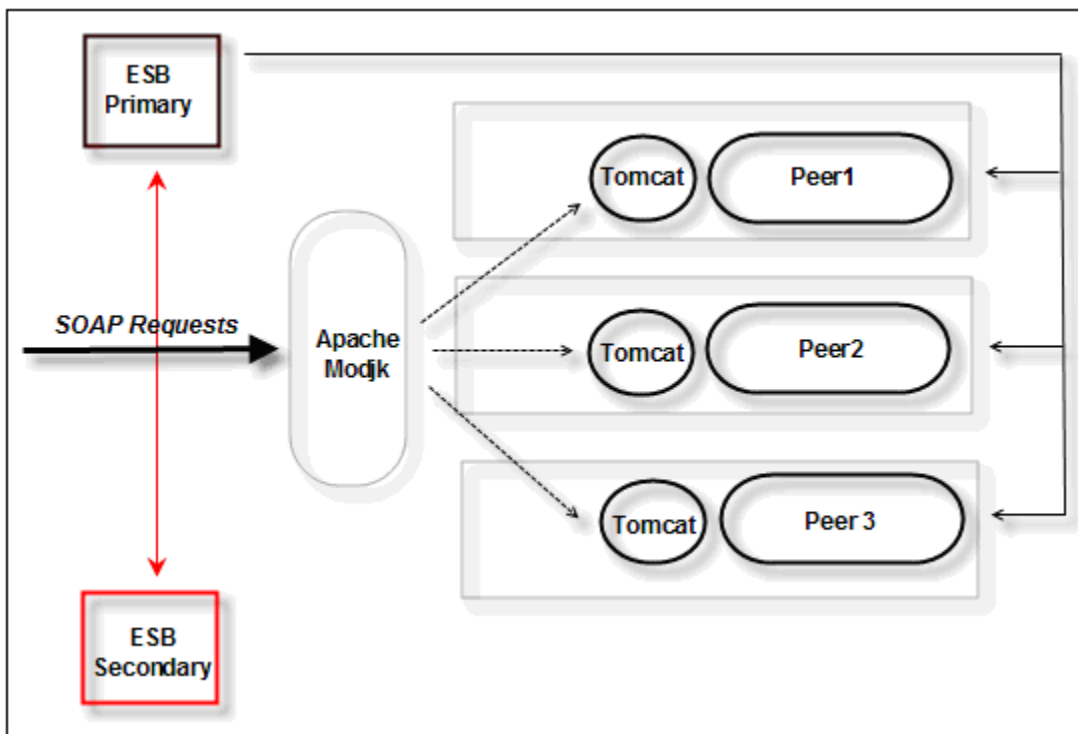 ESB
Primary
Tomcat
Peer1
SOAP Requests
Apache
Modjk
Tomcat
Peer2
Tomcat
Peer 3
ESB
Secondary